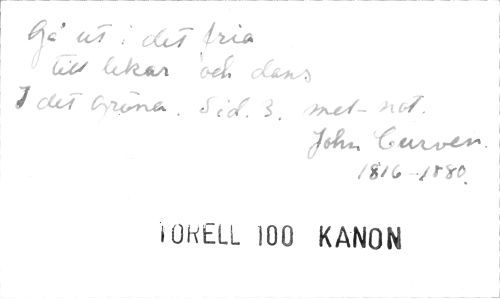 Gå ut i det fria
till lekar och dans
I det gröna. Sid. 3. met-not.
John Curven.
1816-1880.
TORELL 100 KANON